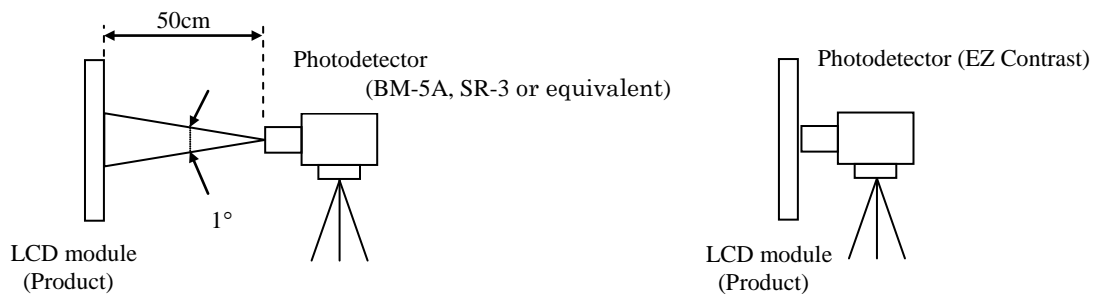 50cm
Photodetector
(BM-5A, SR-3 or equivalent)
1°
LCD module
(Product)
Photodetector (EZ Contrast)
LCD module
(Product)